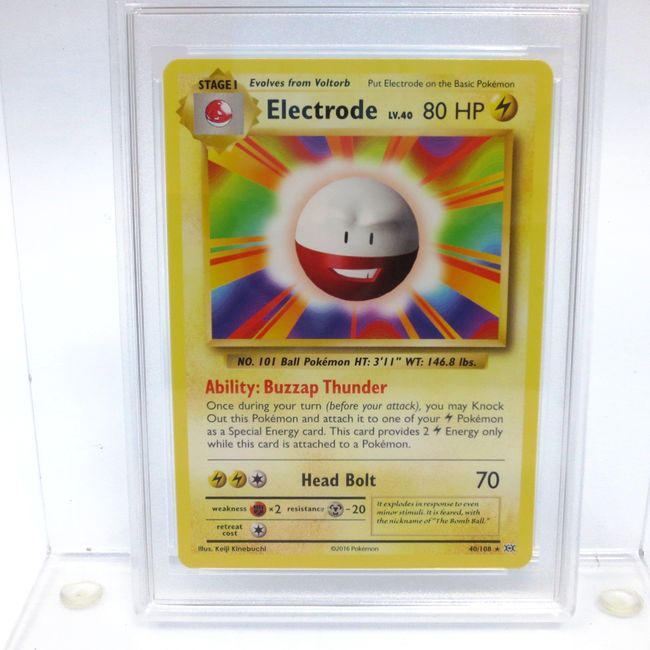 STAGE 1 Evolves from Voltorb Put Electrode on the Basic Pokémon
Electrode LV.40 80 HP
NO. 101 Ball Pokémon HT: 3'11" WT: 146.8 lbs.
Ability: Buzzap Thunder
Once during your turn (before your attack), you may Knock
Out this Pokémon and attach it to one of your Pokémon
as a Special Energy card. This card provides 2 Energy only
while this card is attached to a Pokémon.
Head Bolt 70
weakness ×2 resistance -20
retreat
cost
It explodes in response to even
minor stimuli. It is feared, with
the nickname of "The Bomb Ball."
Illus. Keiji Kinebuchi ©2016 Pokémon 40/108 ★ XY